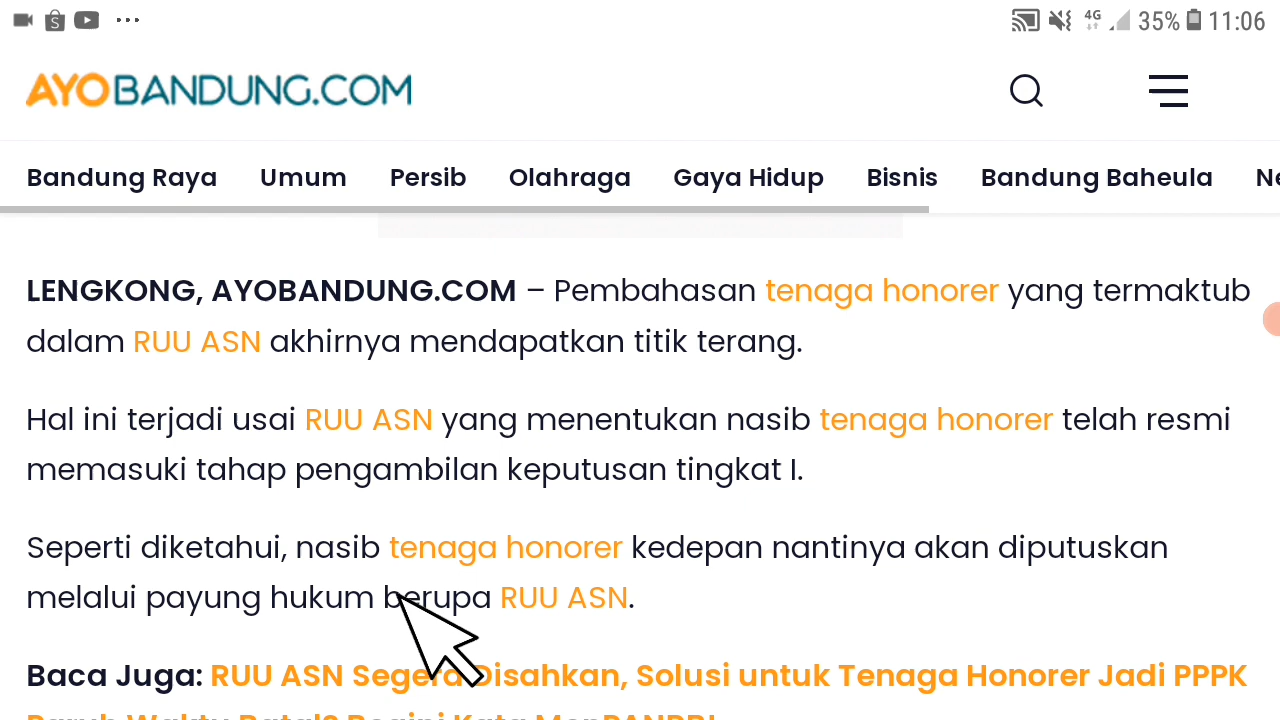 4G 35% 11:06
AYOBANDUNG.COM
Bandung Raya Umum Persib Olahraga Gaya Hidup Bisnis Bandung Baheula
LENGKONG, AYOBANDUNG.COM – Pembahasan tenaga honorer yang termaktub
dalam RUU ASN akhirnya mendapatkan titik terang.
Hal ini terjadi usai RUU ASN yang menentukan nasib tenaga honorer telah resmi
memasuki tahap pengambilan keputusan tingkat I.
Seperti diketahui, nasib tenaga honorer kedepan nantinya akan diputuskan
melalui payung hukum berupa RUU ASN.
Baca Juga: RUU ASN Segera Disahkan, Solusi untuk Tenaga Honorer Jadi PPPK